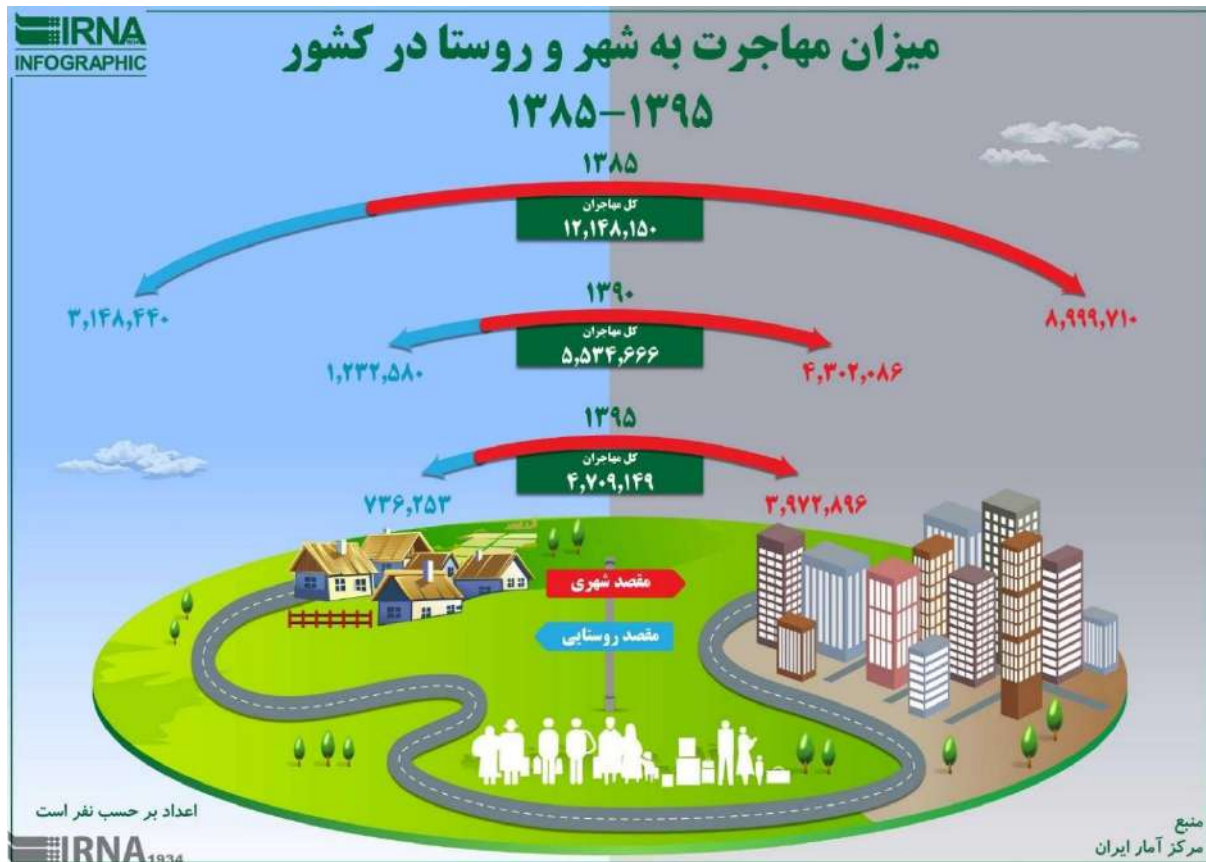 IRNA
INFOGRAPHIC
میزان مهاجرت به شهر و روستا در کشور
۱۳۸۵-۱۳۹۵
۱۳۸۵
کل مهاجران
۱۲,۱۴۸,۱۵۰
۸,۹۹۹,۷۱۰
۳,۱۴۸,۴۴۰
۱۳۹۰
کل مهاجران
۵,۵۳۴,۶۶۶
۴,۳۰۲,۰۸۶
۱,۲۳۲,۵۸۰
۱۳۹۵
کل مهاجران
۴,۷۰۹,۱۴۹
۳,۹۷۲,۸۹۶
۷۳۶,۲۵۳
مقصد شهری
مقصد روستایی
منبع
مرکز آمار ایران
اعداد بر حسب نفر است
IRNA 1934